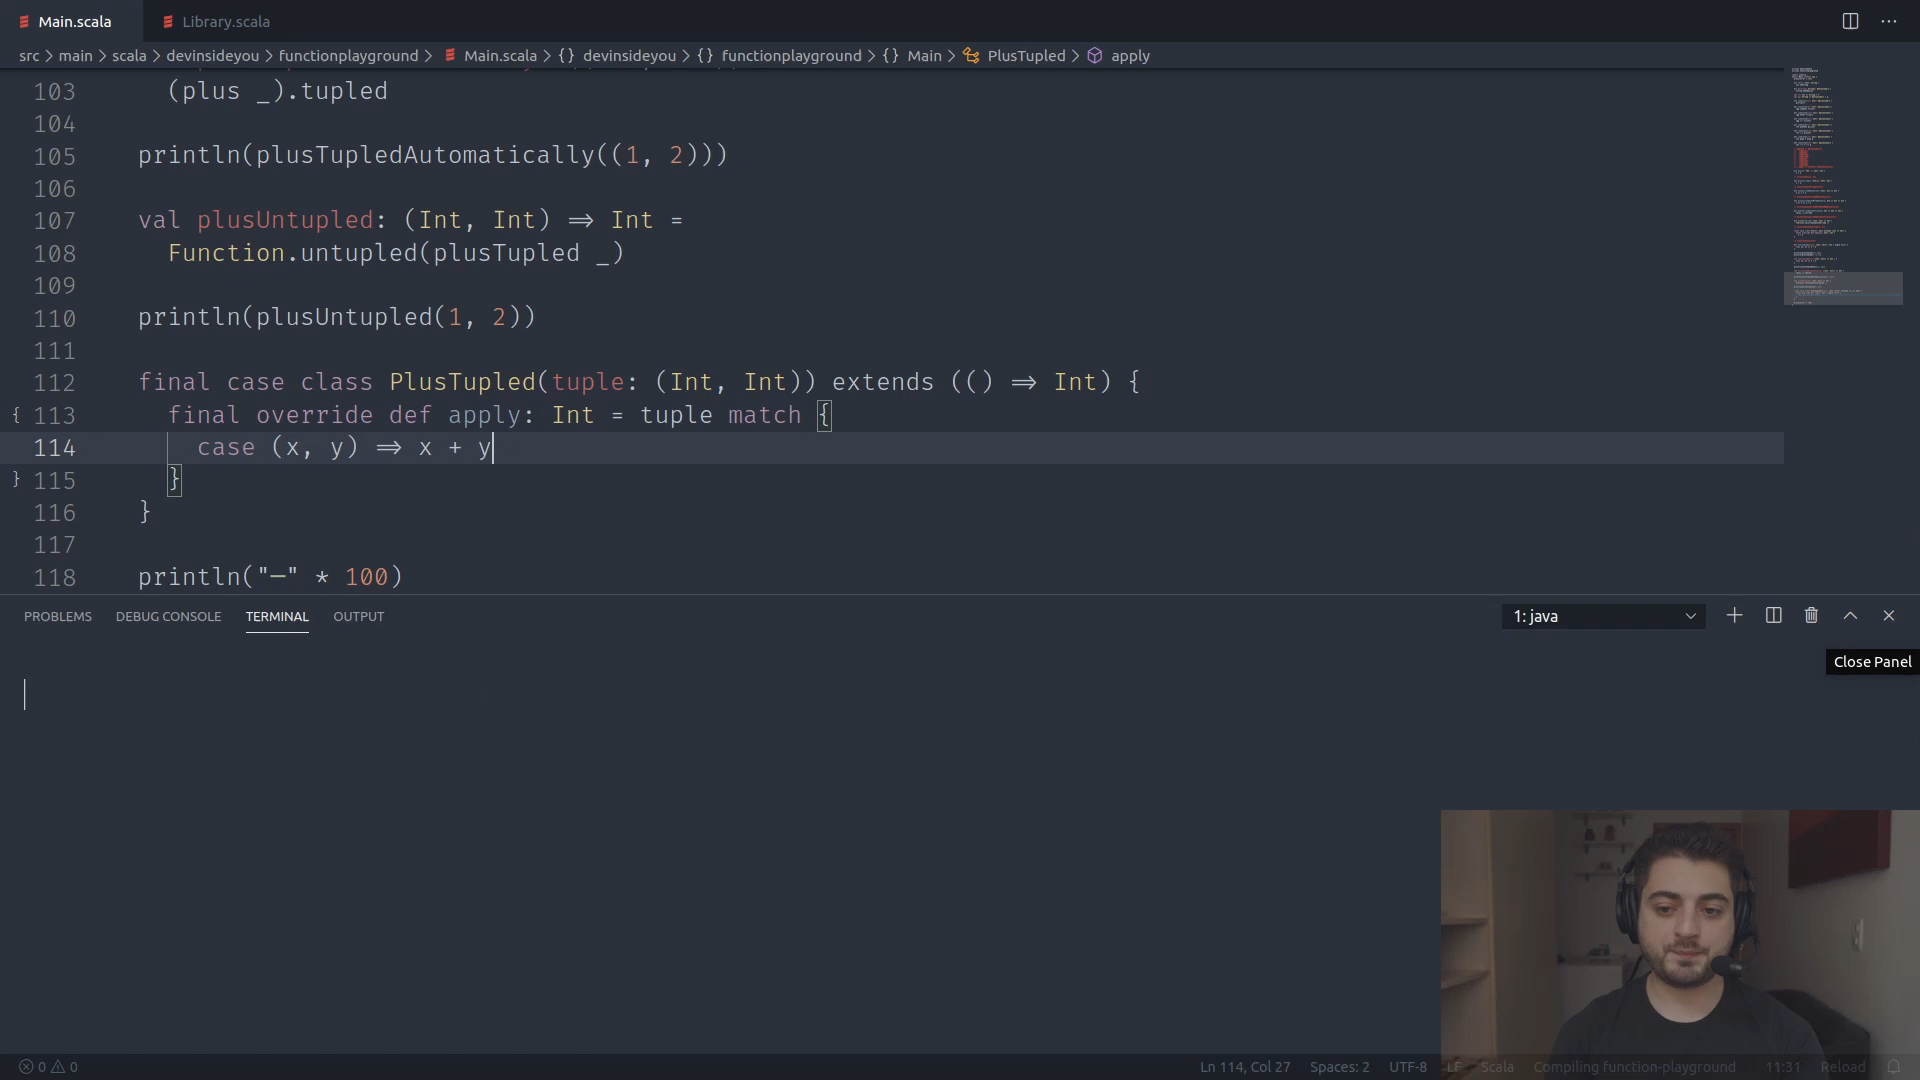 Main.scala
Library.scala
src > main > scala > devinsideyou > functionplayground > Main.scala > {} devinsideyou > {} functionplayground > {} Main > PlusTupled > apply
103 (plus _).tupled
104
105 println(plusTupledAutomatically((1, 2)))
106
107 val plusUntupled: (Int, Int) ⇒ Int =
108 Function.untupled(plusTupled _)
109
110 println(plusUntupled(1, 2))
111
112 final case class PlusTupled(tuple: (Int, Int)) extends (() ⇒ Int) {
{ 113 final override def apply: Int = tuple match {
114 case (x, y) ⇒ x + y
} 115 }
116 }
117
118 println("─" * 100)
PROBLEMS DEBUG CONSOLE TERMINAL OUTPUT
1: java
Close Panel
0 0 Ln 114, Col 27 Spaces: 2 UTF-8 LF Scala Compiling function-playground 11:31 Reload